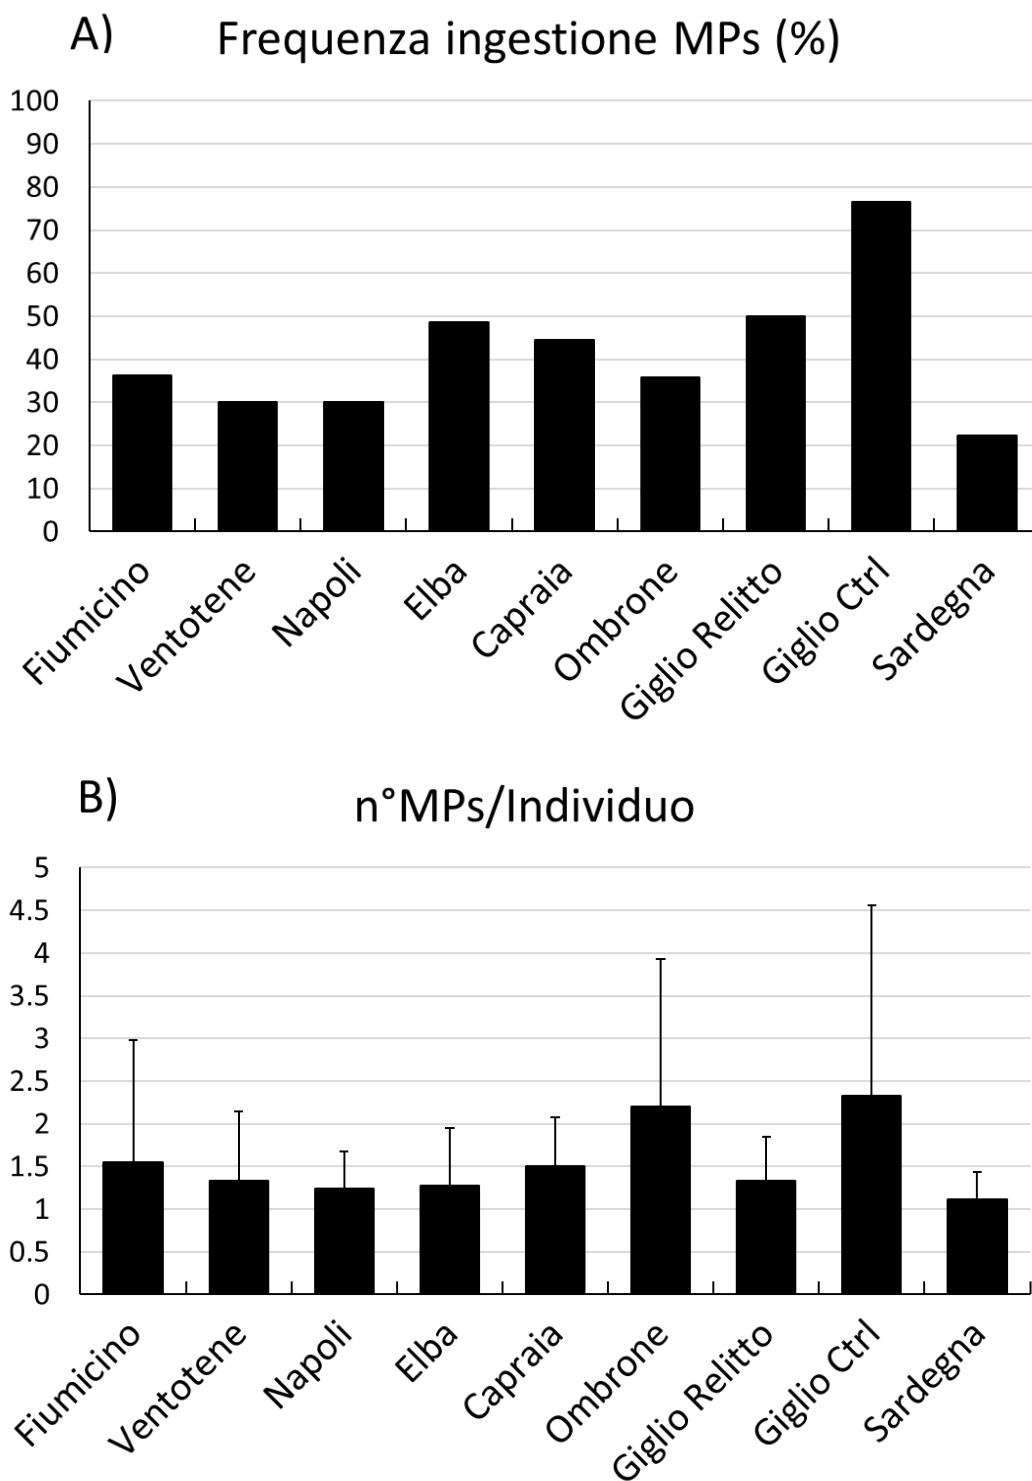 A) Frequenza ingestione MPs (%)
100
90
80
70
60
50
40
30
20
10
0
Fiumicino
Ventotene
Napoli
Elba
Capraia
Ombrone
Giglio Relitto
Giglio Ctrl
Sardegna
B) n°MPs/Individuo
5
4.5
4
3.5
3
2.5
2
1.5
1
0.5
0
Fiumicino
Ventotene
Napoli
Elba
Capraia
Ombrone
Giglio Relitto
Giglio Ctrl
Sardegna